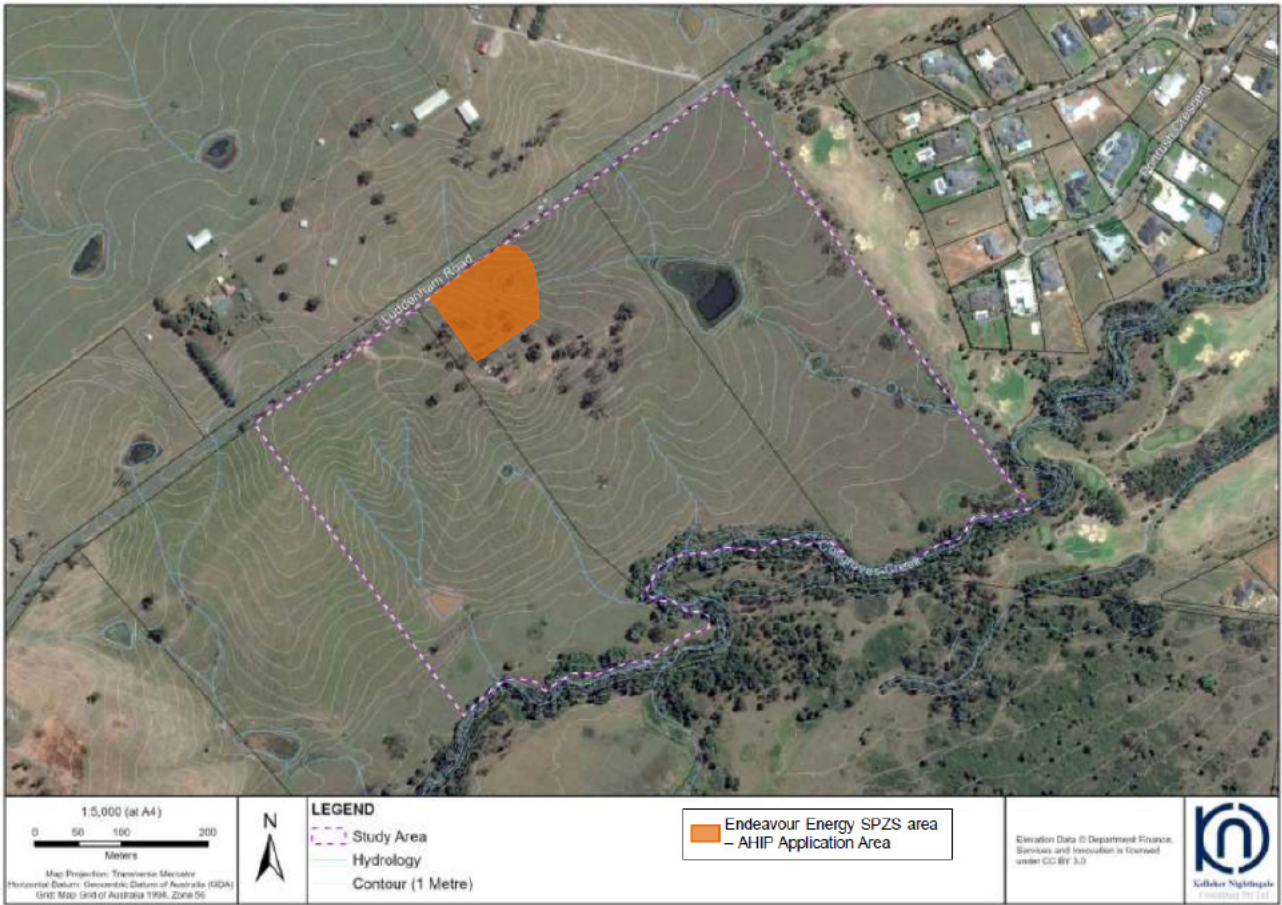 Luddenham Road
1:5,000 (at A4)
0 50 100 200
Meters
Map Projection: Transverse Mercator
Horizontal Datum: Geocentric Datum of Australia (GDA)
Grid: Map Grid of Australia 1994, Zone 56
N
LEGEND
Study Area
Hydrology
Contour (1 Metre)
Endeavour Energy SPZS area
– AHIP Application Area
Elevation Data © Department Finance,
Services and Innovation is licensed
under CC BY 3.0
Kelleher Nightingale
Consulting Pty Ltd